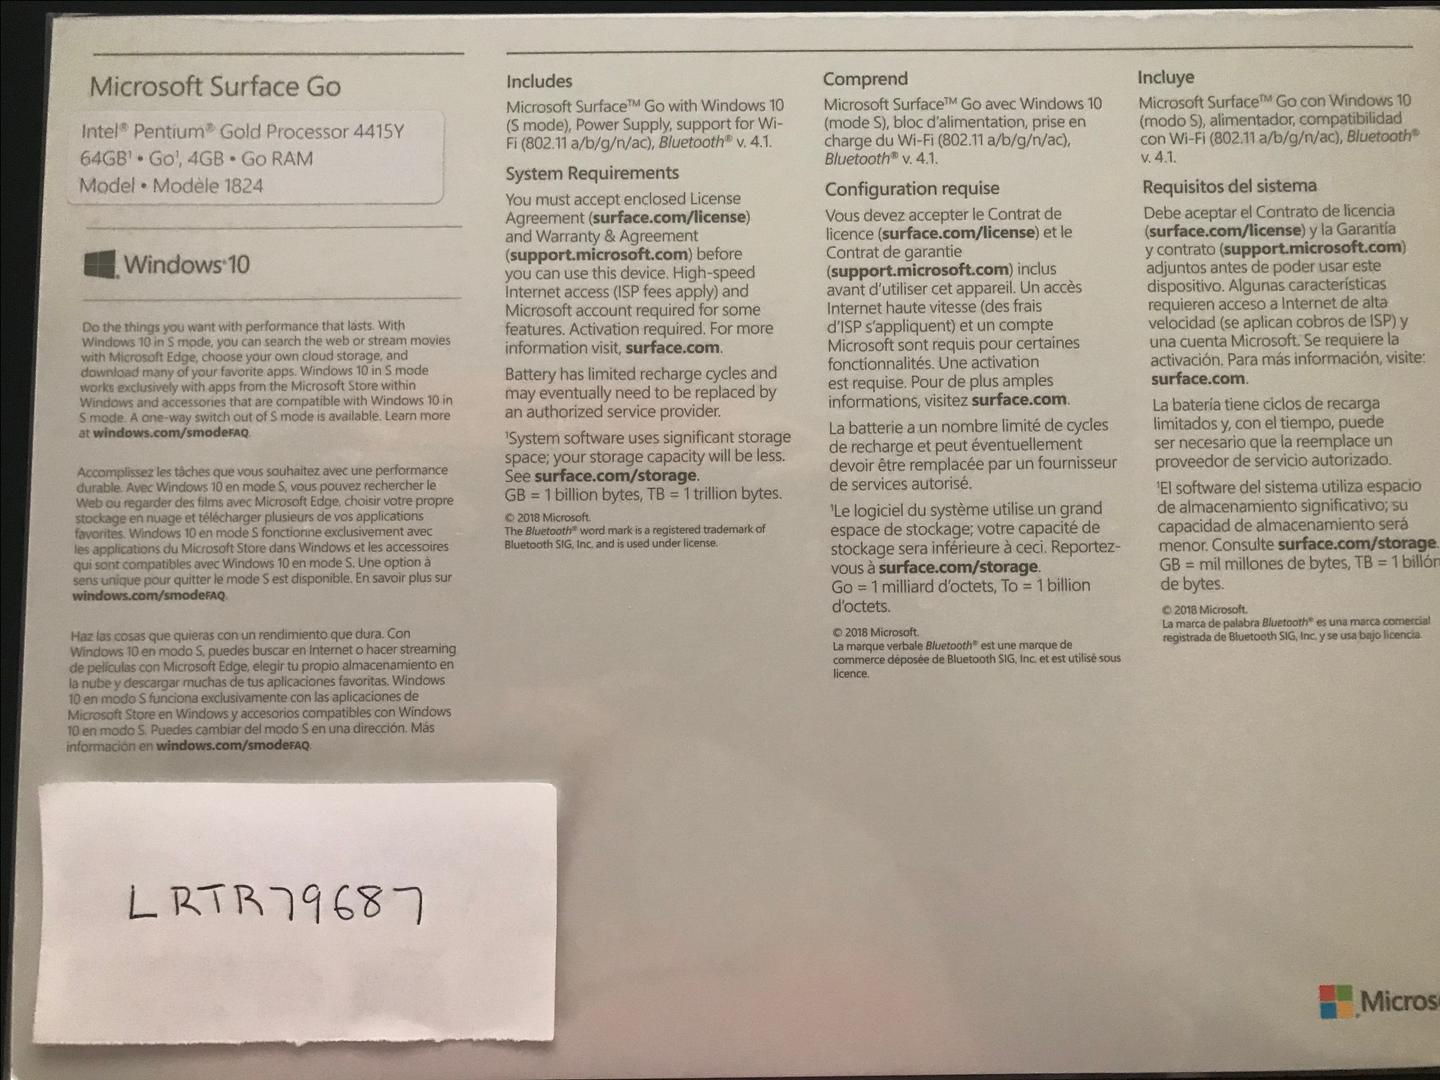 Microsoft Surface Go
Intel® Pentium® Gold Processor 4415Y
64GB¹ • Go¹, 4GB • Go RAM
Model • Modèle 1824
Windows 10
Do the things you want with performance that lasts. With
Windows 10 in S mode, you can search the web or stream movies
with Microsoft Edge, choose your own cloud storage, and
download many of your favorite apps. Windows 10 in S mode
works exclusively with apps from the Microsoft Store within
Windows and accessories that are compatible with Windows 10 in
S mode. A one-way switch out of S mode is available. Learn more
at windows.com/smodeFAQ.
Accomplissez les tâches que vous souhaitez avec une performance
durable. Avec Windows 10 en mode S, vous pouvez rechercher le
Web ou regarder des films avec Microsoft Edge, choisir votre propre
stockage en nuage et télécharger plusieurs de vos applications
favorites. Windows 10 en mode S fonctionne exclusivement avec
les applications du Microsoft Store dans Windows et les accessoires
qui sont compatibles avec Windows 10 en mode S. Une option à
sens unique pour quitter le mode S est disponible. En savoir plus sur
windows.com/smodeFAQ.
Haz las cosas que quieras con un rendimiento que dura. Con
Windows 10 en modo S, puedes buscar en Internet o hacer streaming
de películas con Microsoft Edge, elegir tu propio almacenamiento en
la nube y descargar muchas de tus aplicaciones favoritas. Windows
10 en modo S funciona exclusivamente con las aplicaciones de
Microsoft Store en Windows y accesorios compatibles con Windows
10 en modo S. Puedes cambiar del modo S en una dirección. Más
información en windows.com/smodeFAQ.
LRTR79687
Includes
Microsoft Surface™ Go with Windows 10
(S mode), Power Supply, support for Wi-
Fi (802.11 a/b/g/n/ac), Bluetooth® v. 4.1.
System Requirements
You must accept enclosed License
Agreement (surface.com/license)
and Warranty & Agreement
(support.microsoft.com) before
you can use this device. High-speed
Internet access (ISP fees apply) and
Microsoft account required for some
features. Activation required. For more
information visit, surface.com.
Battery has limited recharge cycles and
may eventually need to be replaced by
an authorized service provider.
¹System software uses significant storage
space; your storage capacity will be less.
See surface.com/storage.
GB = 1 billion bytes, TB = 1 trillion bytes.
© 2018 Microsoft.
The Bluetooth® word mark is a registered trademark of
Bluetooth SIG, Inc. and is used under license.
Comprend
Microsoft Surface™ Go avec Windows 10
(mode S), bloc d'alimentation, prise en
charge du Wi-Fi (802.11 a/b/g/n/ac),
Bluetooth® v. 4.1.
Configuration requise
Vous devez accepter le Contrat de
licence (surface.com/license) et le
Contrat de garantie
(support.microsoft.com) inclus
avant d'utiliser cet appareil. Un accès
Internet haute vitesse (des frais
d'ISP s'appliquent) et un compte
Microsoft sont requis pour certaines
fonctionnalités. Une activation
est requise. Pour de plus amples
informations, visitez surface.com.
La batterie a un nombre limité de cycles
de recharge et peut éventuellement
devoir être remplacée par un fournisseur
de services autorisé.
¹Le logiciel du système utilise un grand
espace de stockage; votre capacité de
stockage sera inférieure à ceci. Reportez-
vous à surface.com/storage.
Go = 1 milliard d'octets, To = 1 billion
d'octets.
© 2018 Microsoft.
La marque verbale Bluetooth® est une marque de
commerce déposée de Bluetooth SIG, Inc. et est utilisé sous
licence.
Incluye
Microsoft Surface™ Go con Windows 10
(modo S), alimentador, compatibilidad
con Wi-Fi (802.11 a/b/g/n/ac), Bluetooth®
v. 4.1.
Requisitos del sistema
Debe aceptar el Contrato de licencia
(surface.com/license) y la Garantía
y contrato (support.microsoft.com)
adjuntos antes de poder usar este
dispositivo. Algunas características
requieren acceso a Internet de alta
velocidad (se aplican cobros de ISP) y
una cuenta Microsoft. Se requiere la
activación. Para más información, visite:
surface.com.
La batería tiene ciclos de recarga
limitados y, con el tiempo, puede
ser necesario que la reemplace un
proveedor de servicio autorizado.
¹El software del sistema utiliza espacio
de almacenamiento significativo; su
capacidad de almacenamiento será
menor. Consulte surface.com/storage.
GB = mil millones de bytes, TB = 1 billón
de bytes.
© 2018 Microsoft.
La marca de palabra Bluetooth® es una marca comercial
registrada de Bluetooth SIG, Inc. y se usa bajo licencia.
Micros